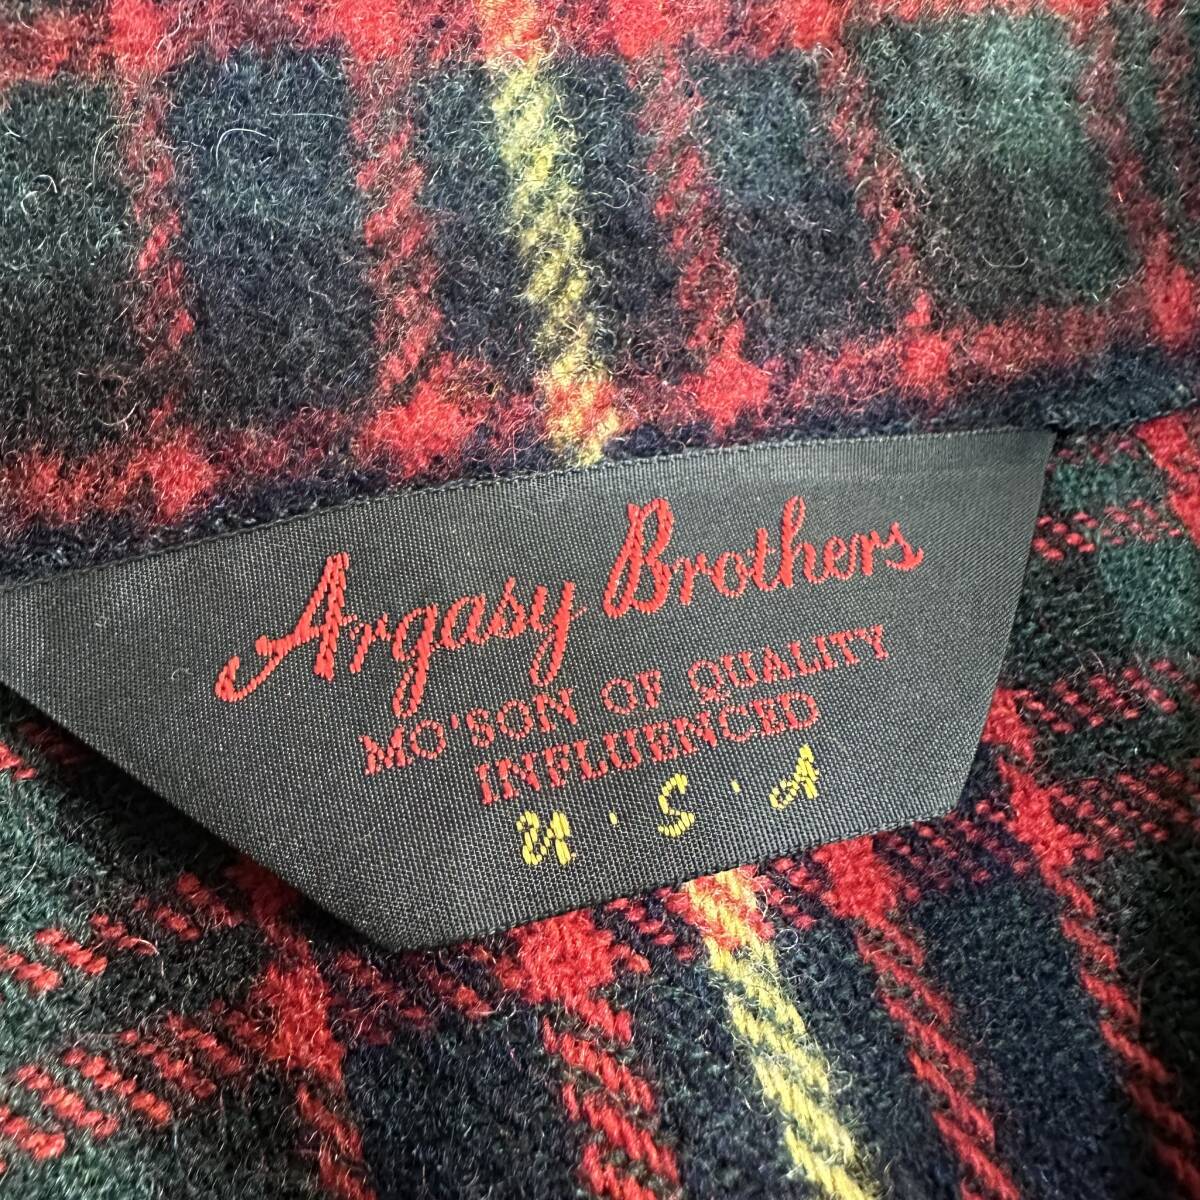 Argasy Brothers
MO'SON OF QUALITY
INFLUENCED
U.S.A